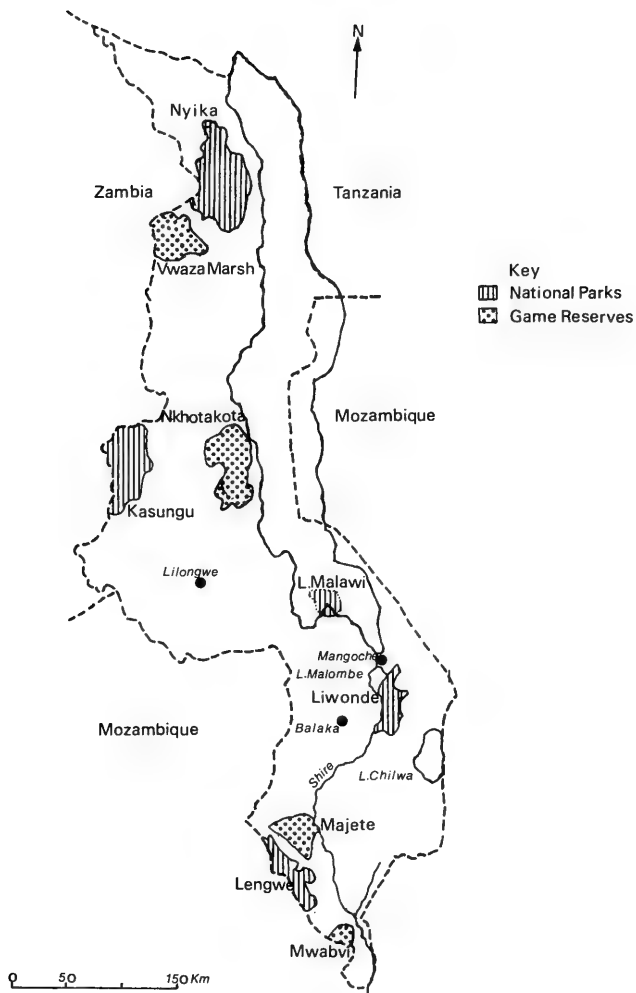 N
Nyika
Zambia
Tanzania
Vwaza Marsh
Key
National Parks
Game Reserves
Nkhotakota
Mozambique
Kasungu
Lilongwe
L.Malawi
Mangoche
L.Malombe
Liwonde
Mozambique
Balaka
Shire
L.Chilwa
Majete
Lengwe
Mwabvi
0 50 150 Km